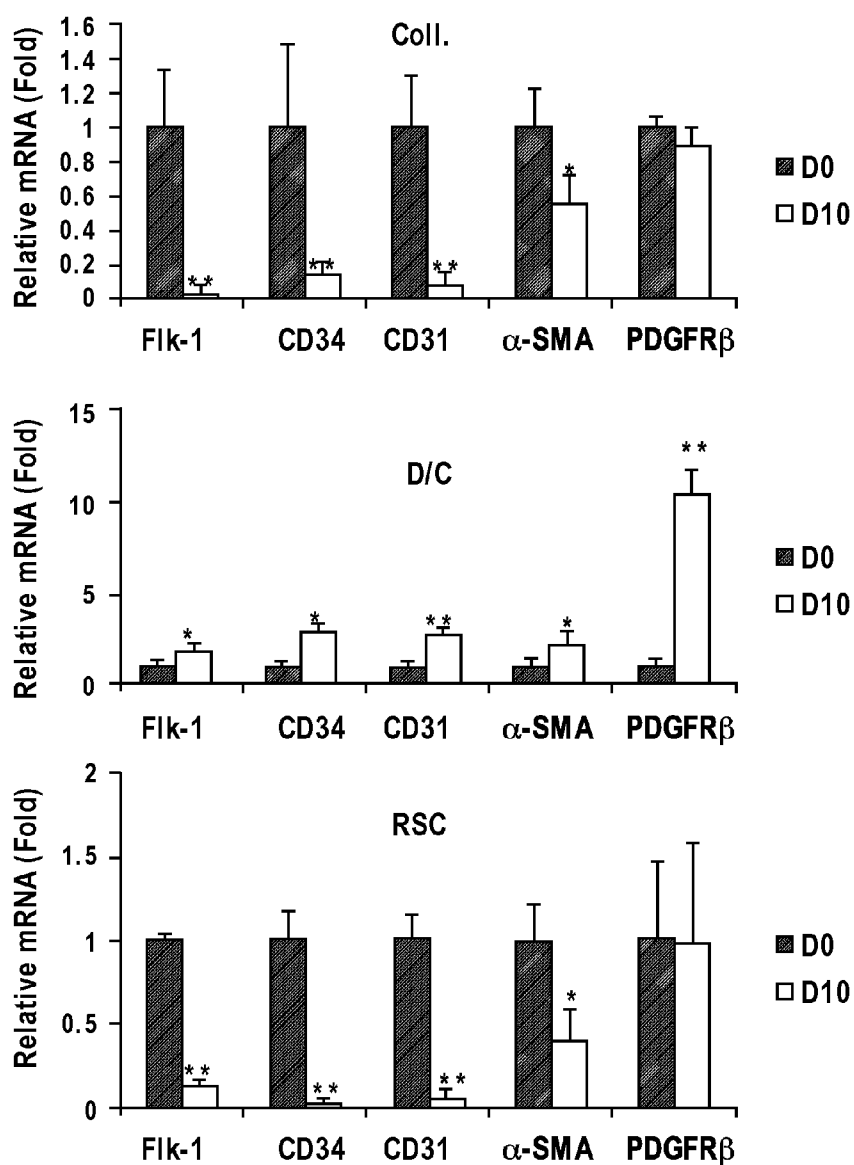 Relative mRNA (Fold)
Coll.
1.6
1.4
1.2
1
0.8
0.6
0.4
0.2
0
**
**
**
*
D0
D10
Flk-1 CD34 CD31 α-SMA PDGFRβ
Relative mRNA (Fold)
D/C
15
10
5
0
*
*
**
*
**
D0
D10
Flk-1 CD34 CD31 α-SMA PDGFRβ
Relative mRNA (Fold)
RSC
2
1.5
1
0.5
0
**
**
**
*
D0
D10
Flk-1 CD34 CD31 α-SMA PDGFRβ